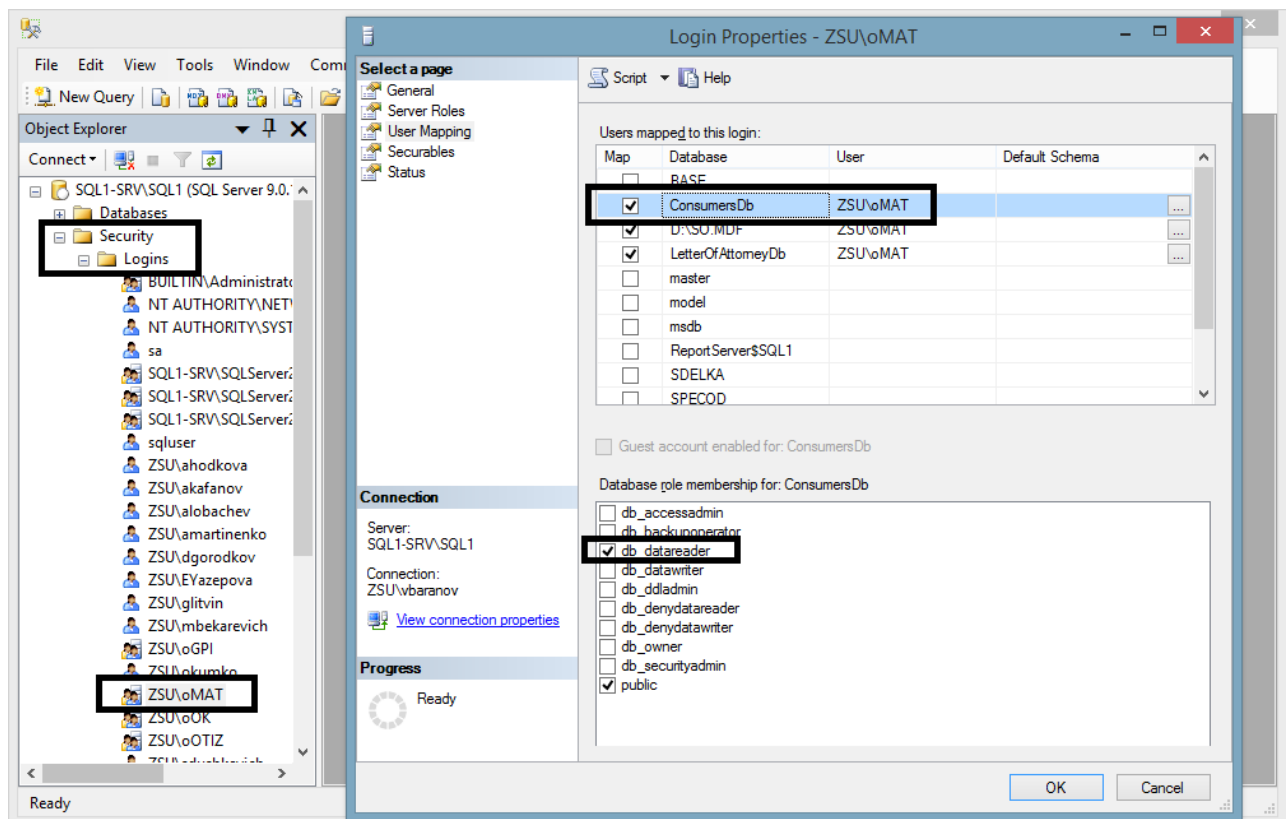 Login Properties - ZSU\oMAT
File Edit View Tools Window Com
New Query
Object Explorer
Connect
SQL1-SRV\SQL1 (SQL Server 9.0.
Databases
Security
Logins
BUILTIN\Administrato
NT AUTHORITY\NET
NT AUTHORITY\SYST
sa
SQL1-SRV\SQLServer2
SQL1-SRV\SQLServer2
SQL1-SRV\SQLServer2
sqluser
ZSU\ahodkova
ZSU\akafanov
ZSU\alobachev
ZSU\amartinenko
ZSU\dgorodkov
ZSU\EYazepova
ZSU\glitvin
ZSU\mbekarevich
ZSU\oGPI
ZSU\okumko
ZSU\oMAT
ZSU\oOK
ZSU\oOTIZ
Ready
Select a page
General
Server Roles
User Mapping
Securables
Status
Connection
Server:
SQL1-SRV\SQL1
Connection:
ZSU\vbaranov
View connection properties
Progress
Ready
Script Help
Users mapped to this login:
Map Database User Default Schema
BASE
ConsumersDb ZSU\oMAT ...
D:\SO.MDF ZSU\oMAT ...
LetterOfAttorneyDb ZSU\oMAT ...
master
model
msdb
ReportServer$SQL1
SDELKA
SPECOD
Guest account enabled for: ConsumersDb
Database role membership for: ConsumersDb
db_accessadmin
db_backupoperator
db_datareader
db_datawriter
db_ddladmin
db_denydatareader
db_denydatawriter
db_owner
db_securityadmin
public
OK Cancel